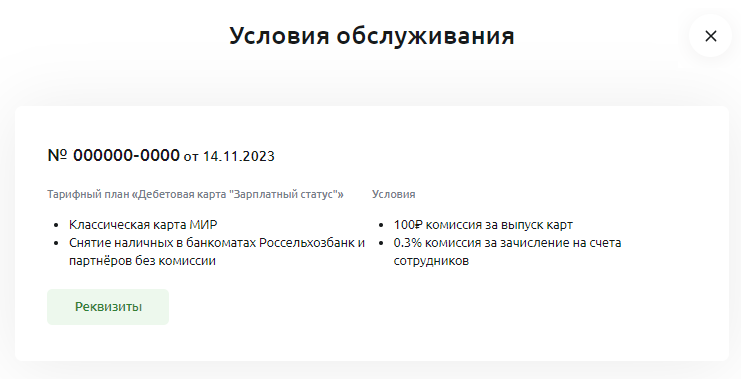 Условия обслуживания
№ 000000-0000 от 14.11.2023
Тарифный план «Дебетовая карта "Зарплатный статус"»
Условия
• Классическая карта МИР
• Снятие наличных в банкоматах Россельхозбанк и
партнёров без комиссии
• 100₽ комиссия за выпуск карт
• 0.3% комиссия за зачисление на счета
сотрудников
Реквизиты